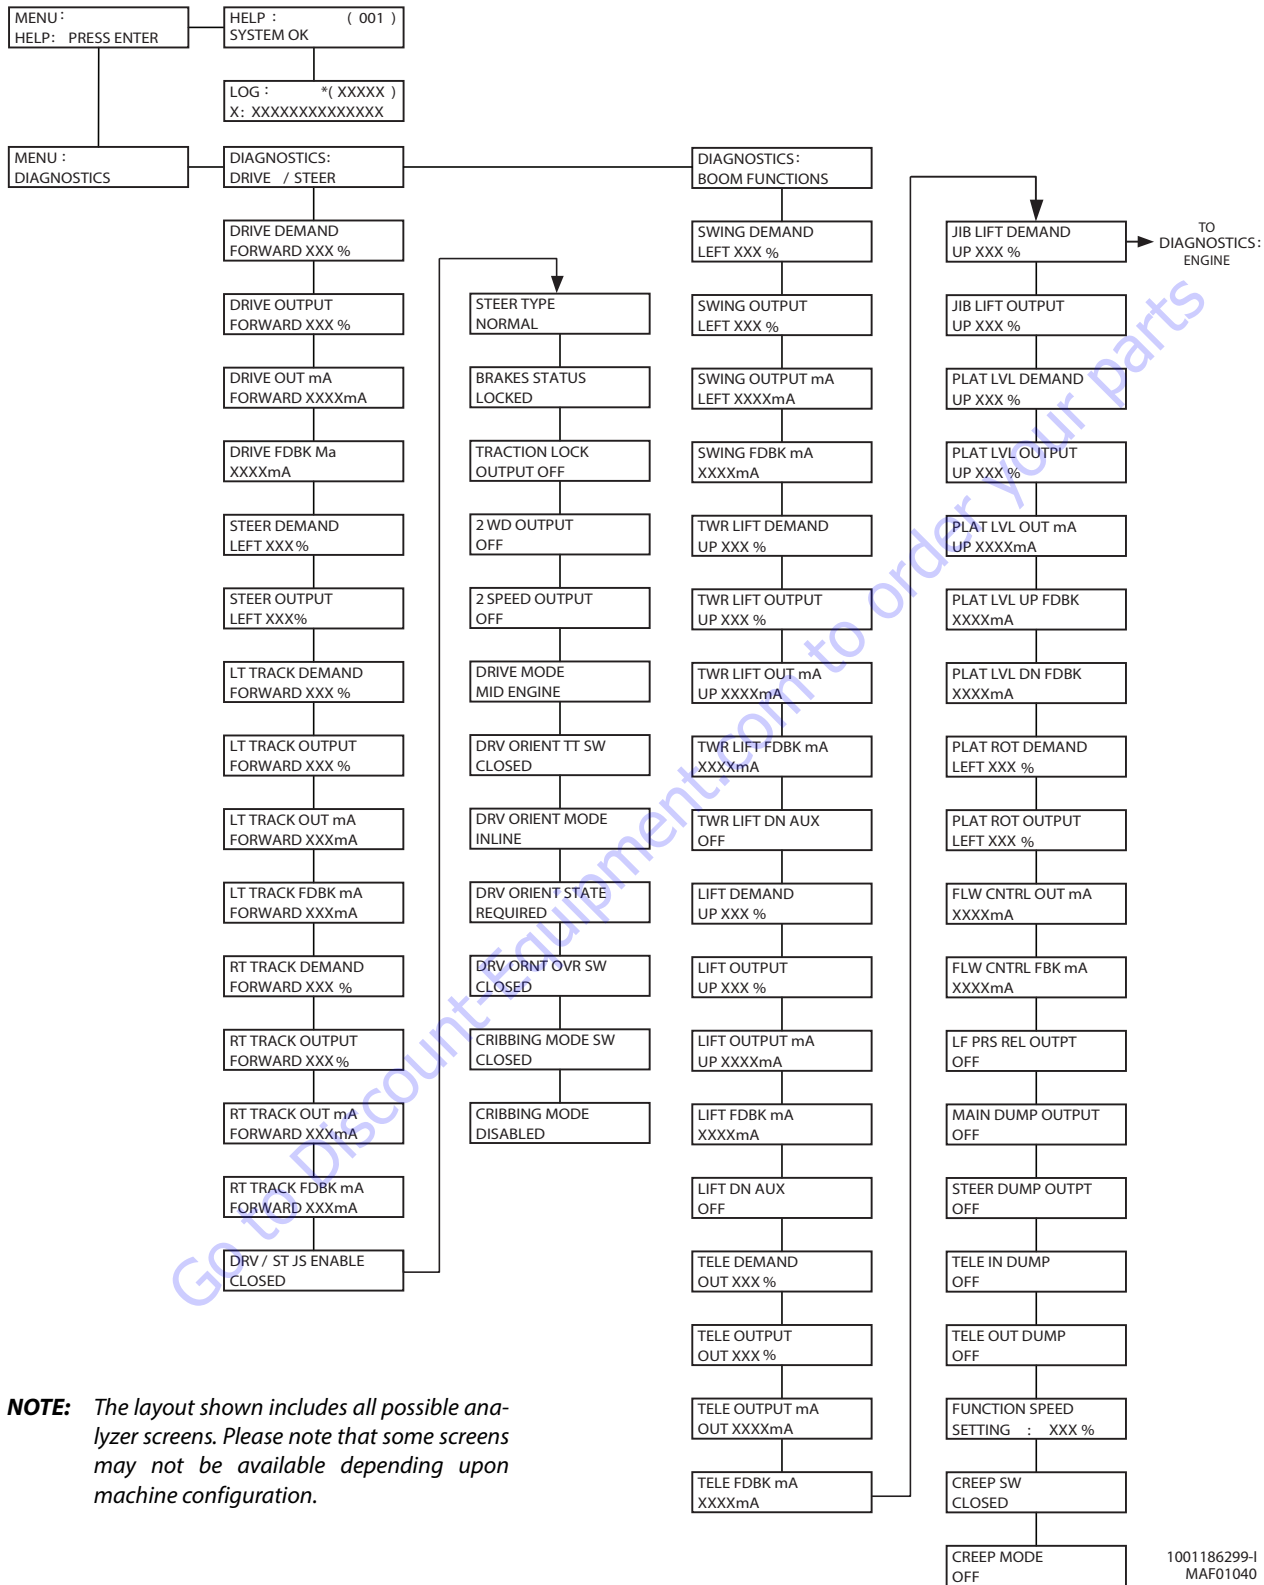 MENU:
HELP: PRESS ENTER
HELP : ( 001 )
SYSTEM OK
LOG : *( XXXXX )
X: XXXXXXXXXXXXXX
MENU :
DIAGNOSTICS
DIAGNOSTICS:
DRIVE / STEER
DRIVE DEMAND
FORWARD XXX %
DRIVE OUTPUT
FORWARD XXX %
DRIVE OUT mA
FORWARD XXXXmA
DRIVE FDBK Ma
XXXXmA
STEER DEMAND
LEFT XXX%
STEER OUTPUT
LEFT XXX%
LT TRACK DEMAND
FORWARD XXX %
LT TRACK OUTPUT
FORWARD XXX %
LT TRACK OUT mA
FORWARD XXXmA
LT TRACK FDBK mA
FORWARD XXXmA
RT TRACK DEMAND
FORWARD XXX %
RT TRACK OUTPUT
FORWARD XXX %
RT TRACK OUT mA
FORWARD XXXmA
RT TRACK FDBK mA
FORWARD XXXmA
DRV / ST JS ENABLE
CLOSED
STEER TYPE
NORMAL
BRAKES STATUS
LOCKED
TRACTION LOCK
OUTPUT OFF
2 WD OUTPUT
OFF
2 SPEED OUTPUT
OFF
DRIVE MODE
MID ENGINE
DRV ORIENT TT SW
CLOSED
DRV ORIENT MODE
INLINE
DRV ORIENT STATE
REQUIRED
DRV ORNT OVR SW
CLOSED
CRIBBING MODE SW
CLOSED
CRIBBING MODE
DISABLED
DIAGNOSTICS:
BOOM FUNCTIONS
SWING DEMAND
LEFT XXX %
SWING OUTPUT
LEFT XXX %
SWING OUTPUT mA
LEFT XXXXmA
SWING FDBK mA
XXXXmA
TWR LIFT DEMAND
UP XXX %
TWR LIFT OUTPUT
UP XXX %
TWR LIFT OUT mA
UP XXXXmA
TWR LIFT FDBK mA
XXXXmA
TWR LIFT DN AUX
OFF
LIFT DEMAND
UP XXX %
LIFT OUTPUT
UP XXX %
LIFT OUTPUT mA
UP XXXXmA
LIFT FDBK mA
XXXXmA
LIFT DN AUX
OFF
TELE DEMAND
OUT XXX %
TELE OUTPUT
OUT XXX %
TELE OUTPUT mA
OUT XXXXmA
TELE FDBK mA
XXXXmA
JIB LIFT DEMAND
UP XXX %
TO
DIAGNOSTICS:
ENGINE
JIB LIFT OUTPUT
UP XXX %
PLAT LVL DEMAND
UP XXX %
PLAT LVL OUTPUT
UP XXX %
PLAT LVL OUT mA
UP XXXXmA
PLAT LVL UP FDBK
XXXXmA
PLAT LVL DN FDBK
XXXXmA
PLAT ROT DEMAND
LEFT XXX %
PLAT ROT OUTPUT
LEFT XXX %
FLW CNTRL OUT mA
XXXXmA
FLW CNTRL FBK mA
XXXXmA
LF PRS REL OUTPT
OFF
MAIN DUMP OUTPUT
OFF
STEER DUMP OUTPT
OFF
TELE IN DUMP
OFF
TELE OUT DUMP
OFF
FUNCTION SPEED
SETTING : XXX %
CREEP SW
CLOSED
CREEP MODE
OFF
NOTE: The layout shown includes all possible ana-
lyzer screens. Please note that some screens
may not be available depending upon
machine configuration.
1001186299-I
MAF01040
Go to Discount-Equipment.com to order your parts